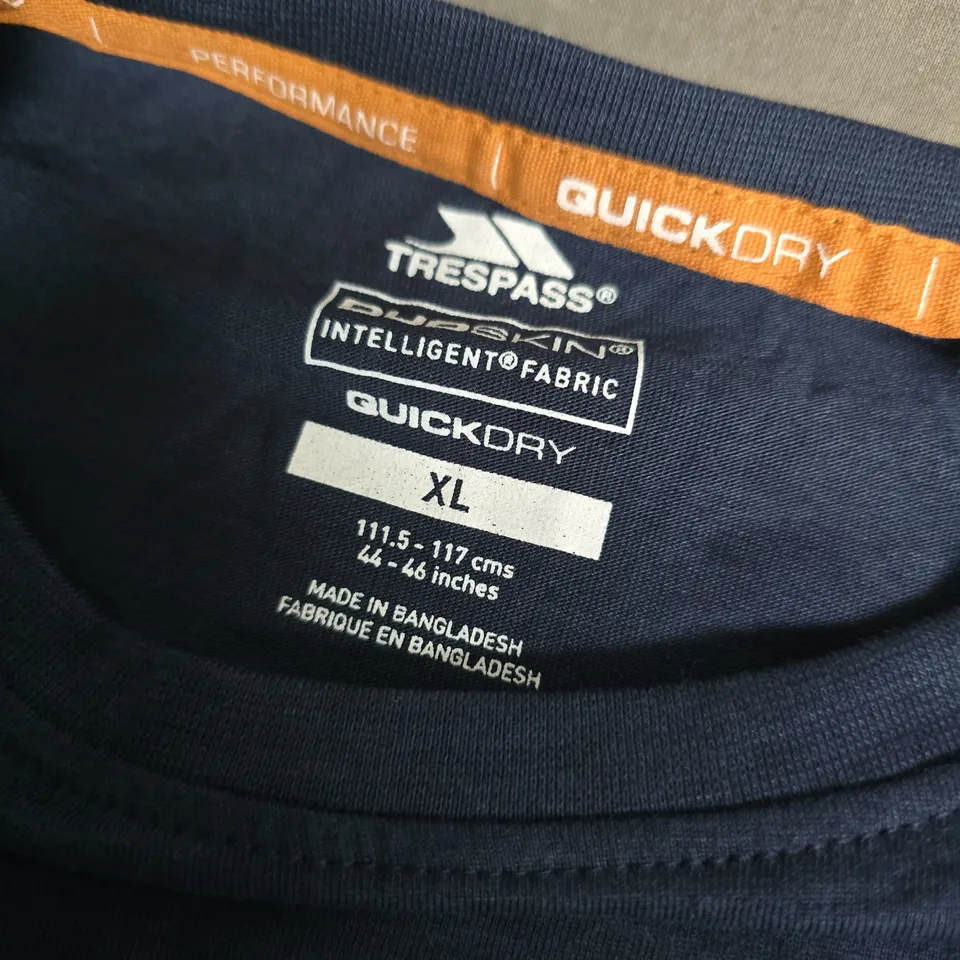 PERFORMANCE | QUICKDRY |
TRESPASS®
DUOSKIN®
INTELLIGENT® FABRIC
QUICKDRY
XL
111.5 - 117 cms
44 - 46 inches
MADE IN BANGLADESH
FABRIQUE EN BANGLADESH